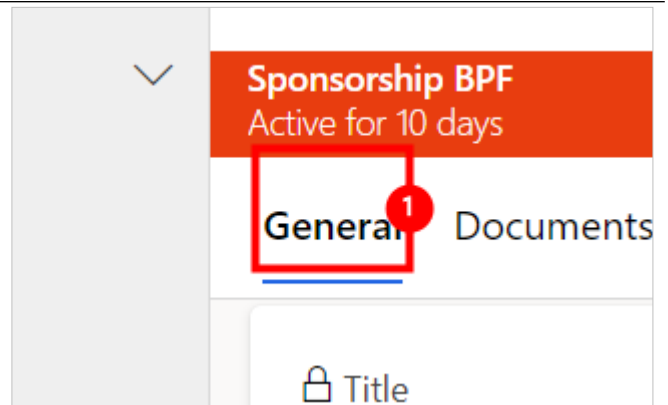 Sponsorship BPF
Active for 10 days
1
General Documents
Title